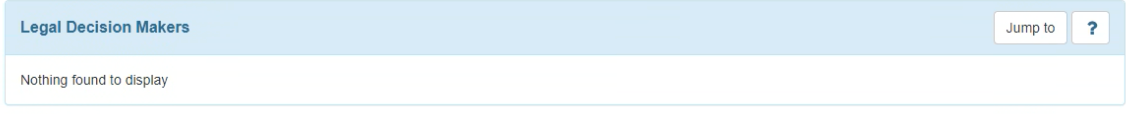 Legal Decision Makers Jump to ?
Nothing found to display